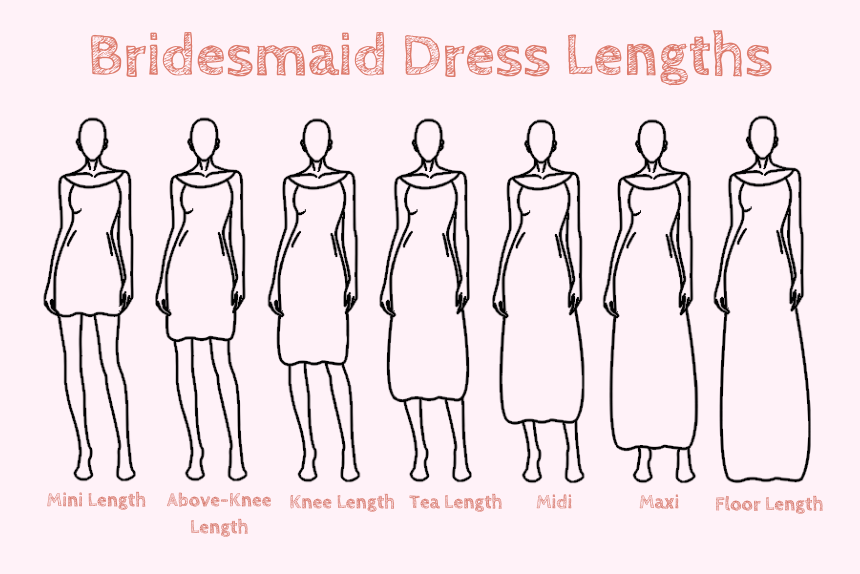 Bridesmaid Dress Lengths
Mini Length
Above-Knee
Length
Knee Length
Tea Length
Midi
Maxi
Floor Length